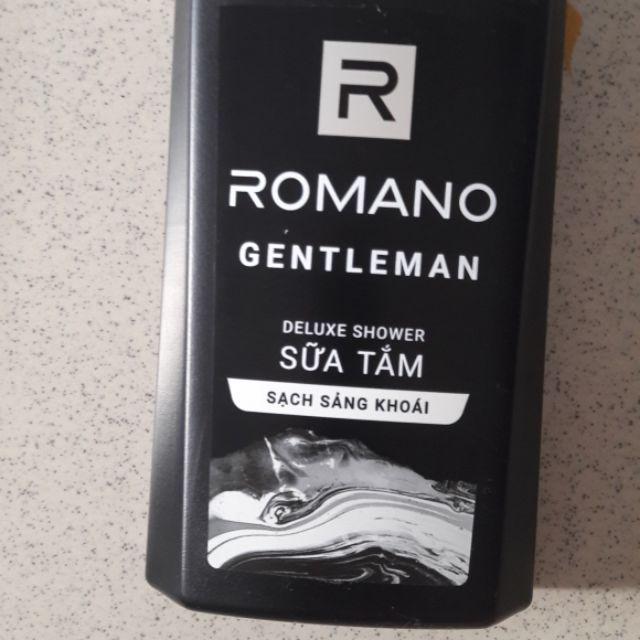 R
ROMANO
GENTLEMAN
DELUXE SHOWER
SỮA TẮM
SẠCH SẢNG KHOÁI